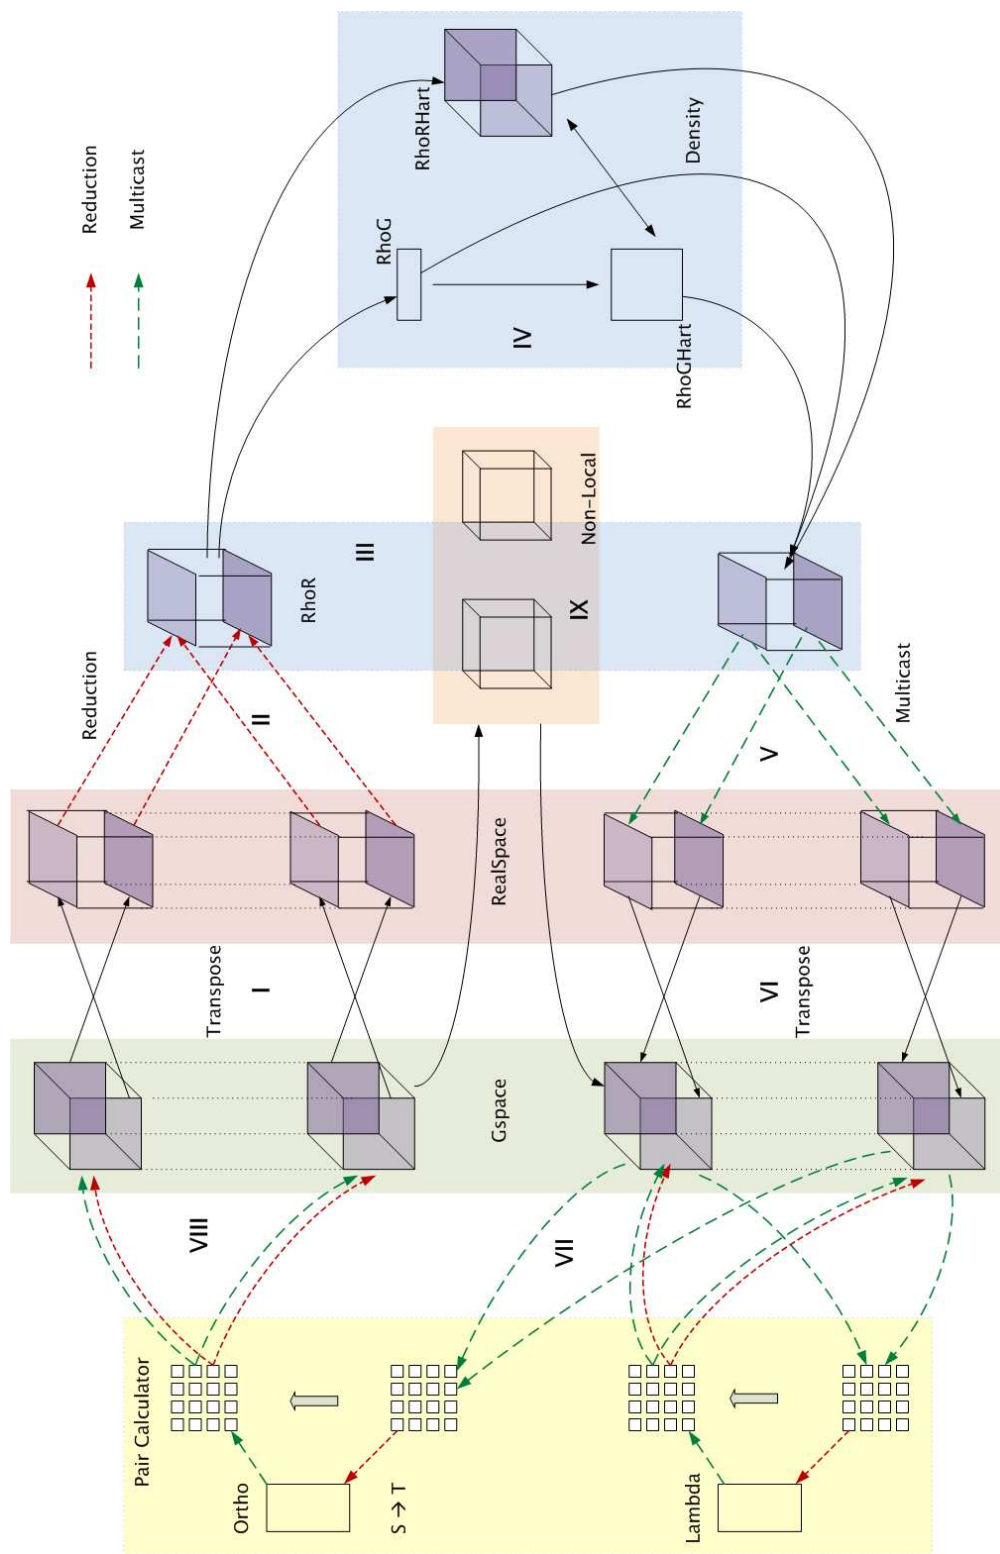 Reduction
Reduction
Pair Calculator
Multicast
VIII
Transpose
Ortho
I
II
RhoR
III
RhoG
S → T
RhoRHart
Gspace
RealSpace
IV
VII
IX
Non-Local
RhoGHart
Lambda
Density
VI
V
Transpose
Multicast